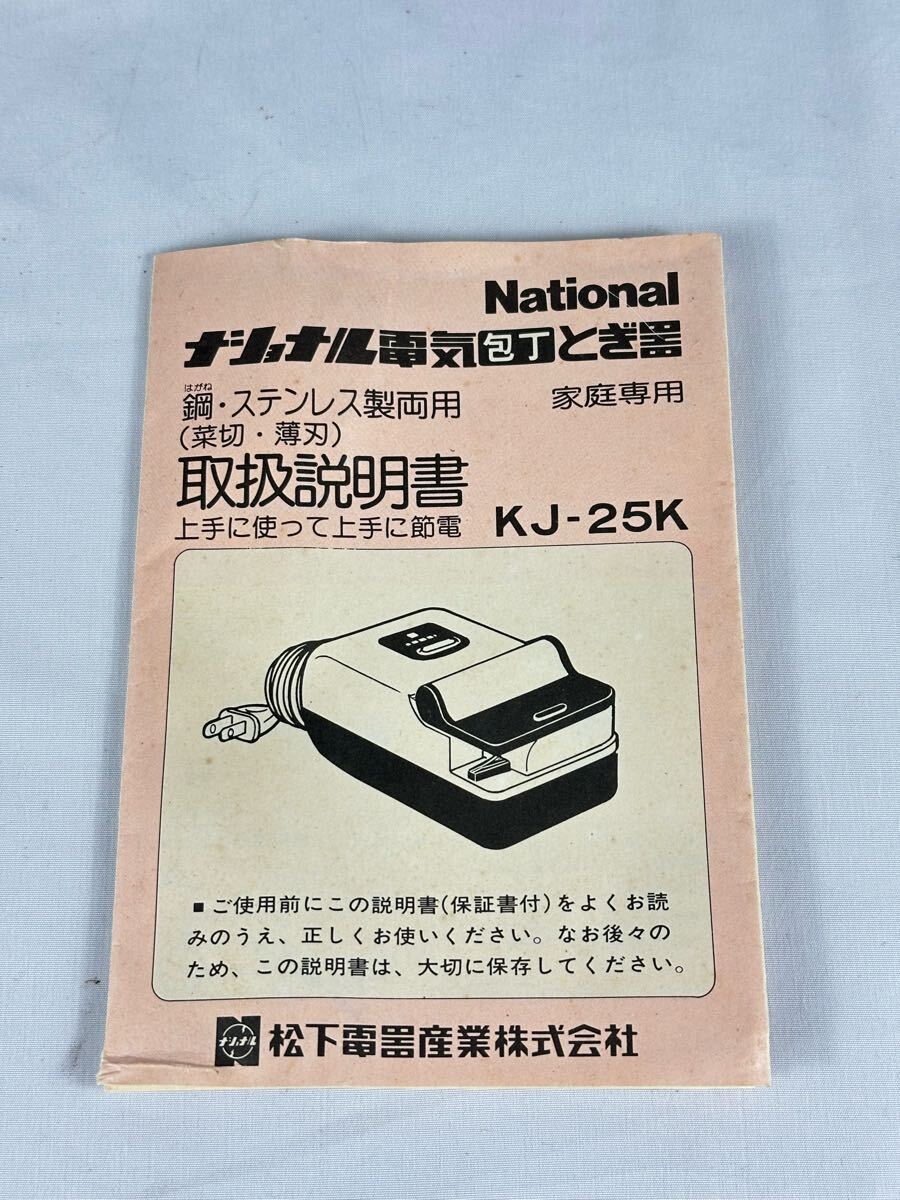 National
ナショナル電気包丁とぎ器
はがね
鋼・ステンレス製両用 家庭専用
(菜切・薄刃)
取扱説明書
上手に使って上手に節電 KJ-25K
■ご使用前にこの説明書(保証書付)をよくお読
みのうえ、正しくお使いください。なお後々の
ため、この説明書は、大切に保存してください。
ナショナル 松下電器産業株式会社